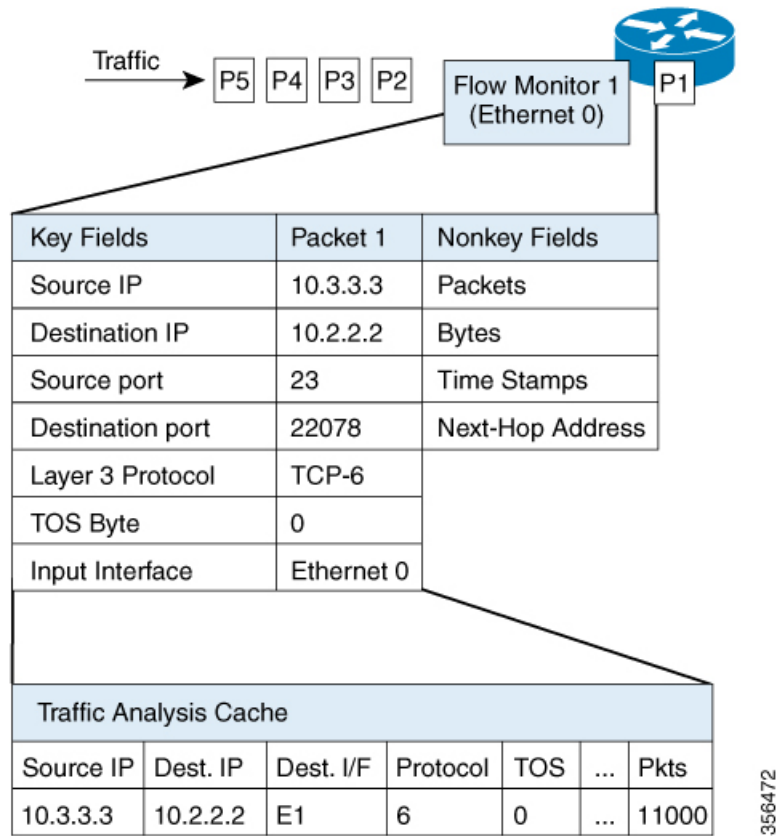 Traffic
P5 P4 P3 P2
Flow Monitor 1
(Ethernet 0)
P1
Key Fields Packet 1 Nonkey Fields
Source IP 10.3.3.3 Packets
Destination IP 10.2.2.2 Bytes
Source port 23 Time Stamps
Destination port 22078 Next-Hop Address
Layer 3 Protocol TCP-6
TOS Byte 0
Input Interface Ethernet 0
Traffic Analysis Cache
Source IP Dest. IP Dest. I/F Protocol TOS ... Pkts
10.3.3.3 10.2.2.2 E1 6 0 ... 11000
356472